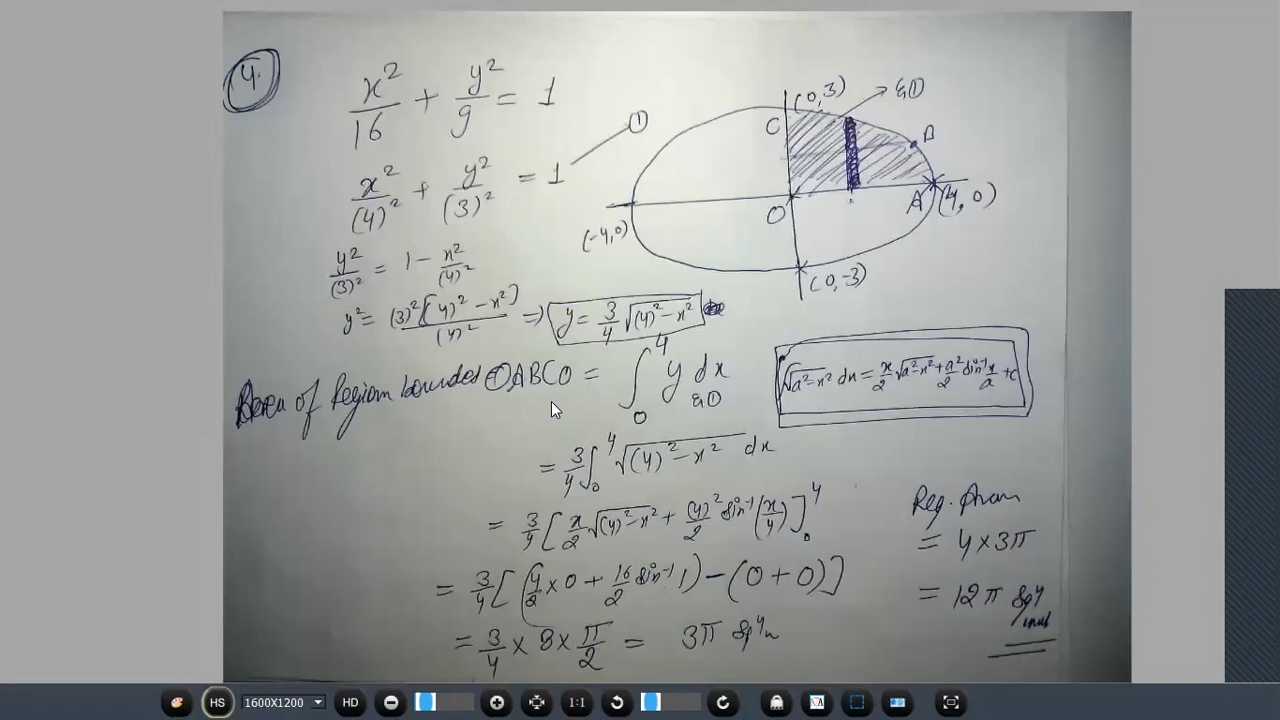 4.
x²/16 + y²/9 = 1
x²/(4)² + y²/(3)² = 1 ①
y²/(3)² = 1 - x²/(4)²
y² = (3)²[(4)² - x²]/(4)² => y = 3/4 √(4)² - x²
(0,3)
Eq ①
C
B
O
A (4,0)
(-4,0)
(0,-3)
Area of Region bounded OABCO = ∫₀⁴ y dx
Eq ①
√a²-x² dx = x/2 √a²-x² + a²/2 sin⁻¹ x/a + c
= 3/4 ∫₀⁴ √(4)² - x² dx
= 3/4 [x/2 √(4)² - x² + (4)²/2 sin⁻¹(x/4)]₀⁴
= 3/4 [(4/2 × 0 + 16/2 sin⁻¹ 1) - (0 + 0)]
= 3/4 × 8 × π/2 = 3π
Req. Area
= 4 × 3π
= 12π
HS 1600X1200 HD 1:1